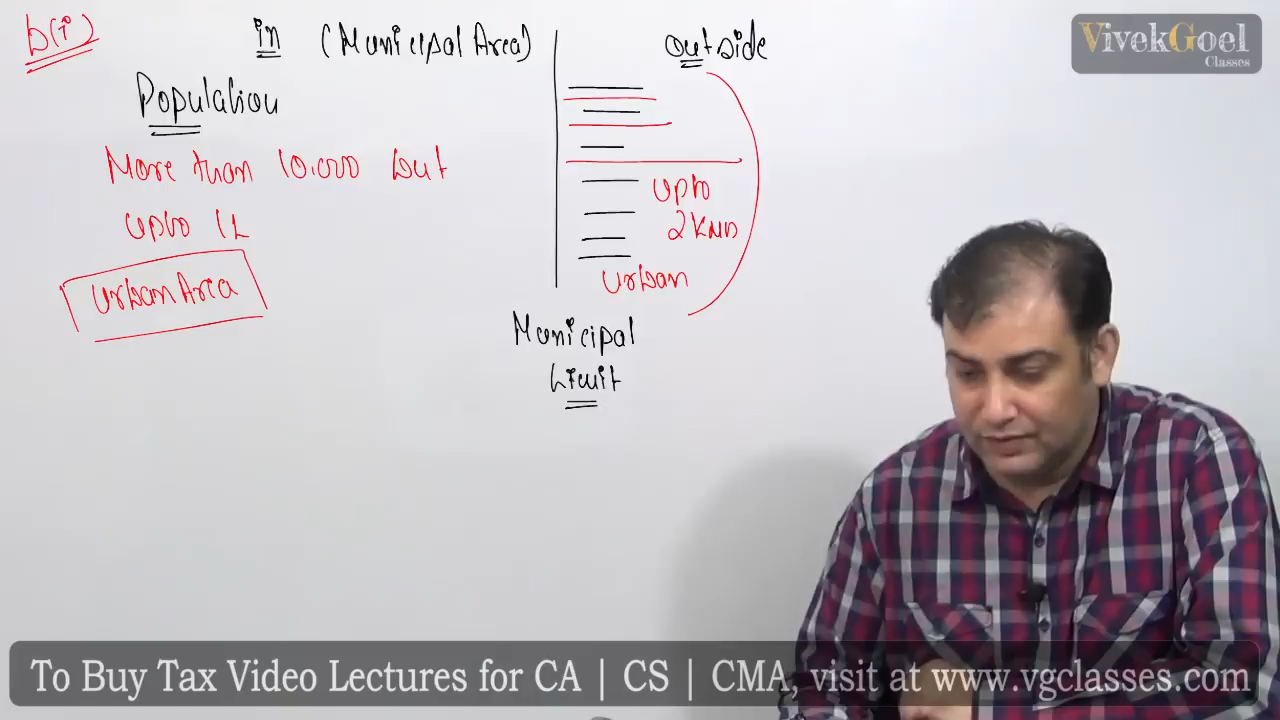 b(i)
in (Municipal Area)
Population
More than 10,000 but
upto 1L
Urban Area
outside
upto
2 KMs
Urban
Municipal
Limit
VivekGoel
Classes
To Buy Tax Video Lectures for CA | CS | CMA, visit at www.vgclasses.com